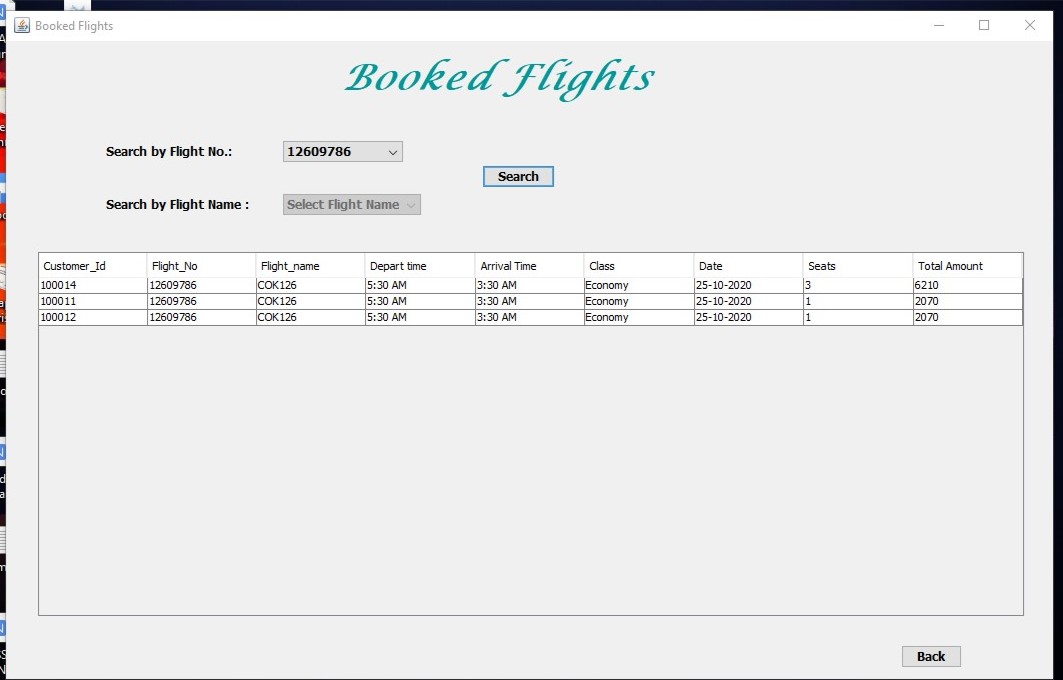 Booked Flights
Booked Flights
Search by Flight No.: 12609786
Search
Search by Flight Name : Select Flight Name
Customer_Id Flight_No Flight_name Depart time Arrival Time Class Date Seats Total Amount
100014 12609786 COK126 5:30 AM 3:30 AM Economy 25-10-2020 3 6210
100011 12609786 COK126 5:30 AM 3:30 AM Economy 25-10-2020 1 2070
100012 12609786 COK126 5:30 AM 3:30 AM Economy 25-10-2020 1 2070
Back